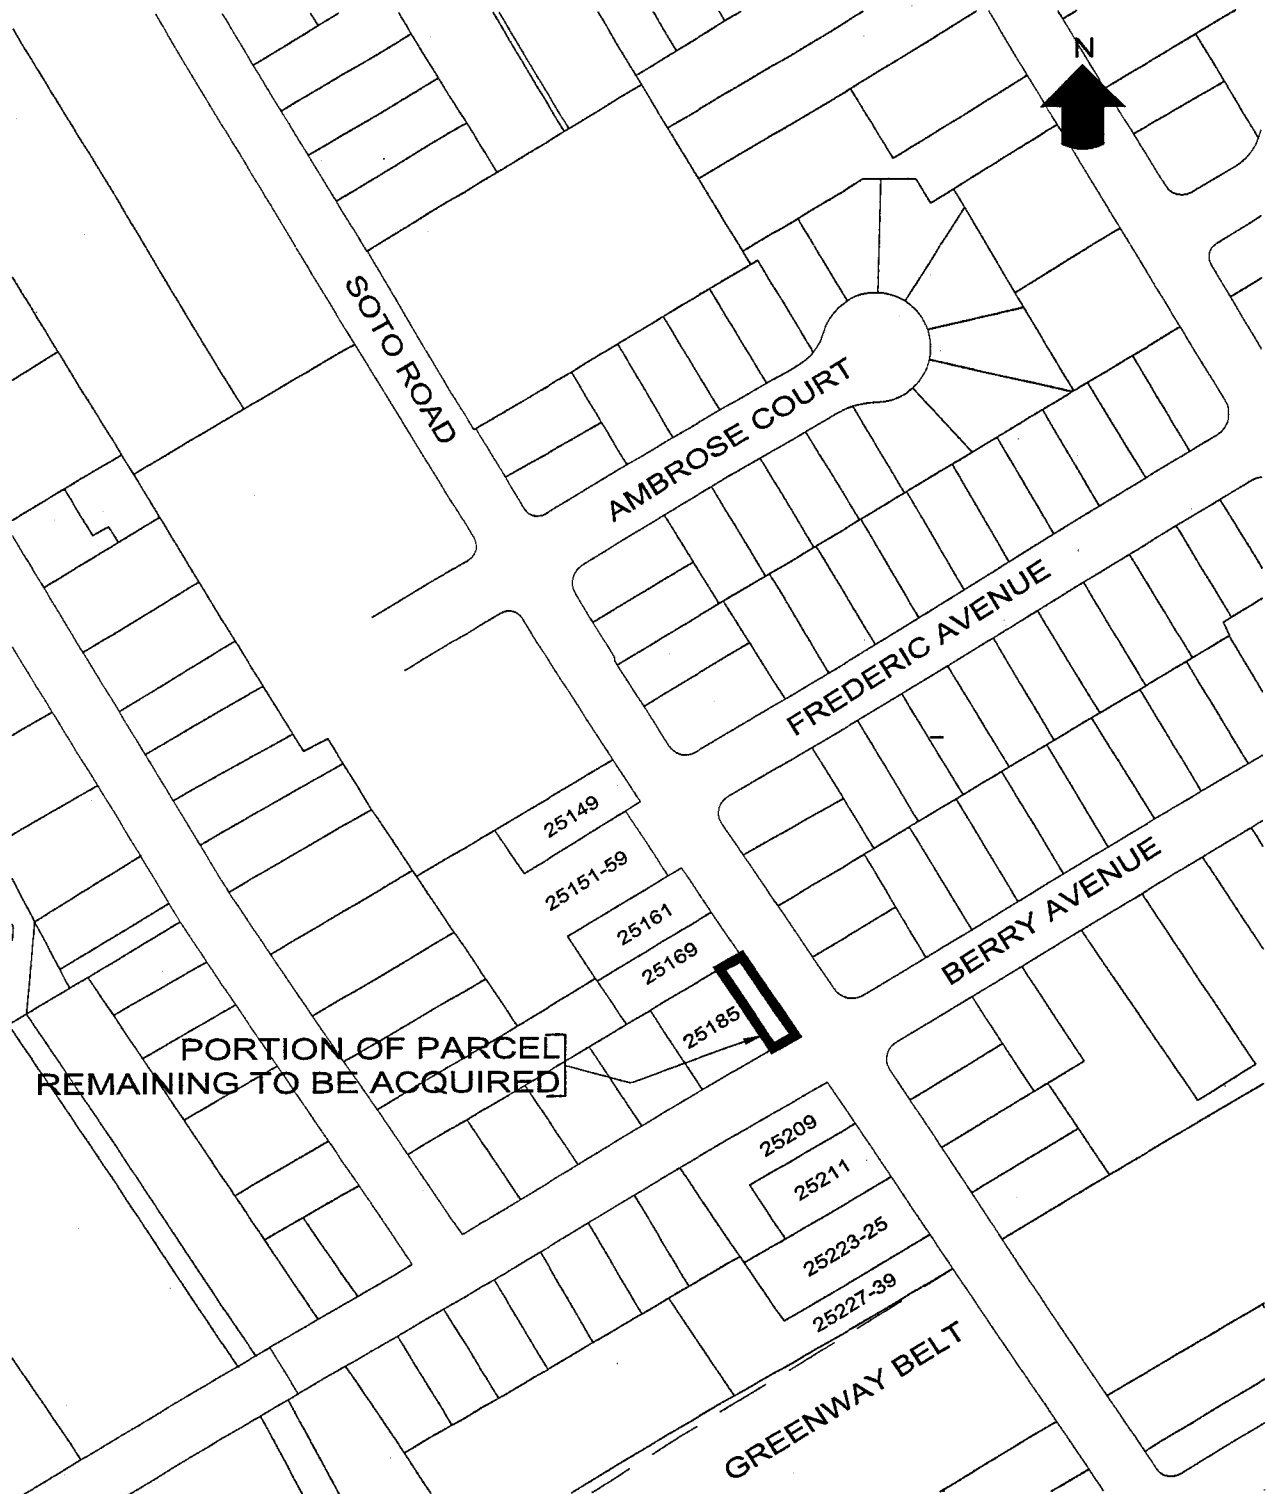 N
SOTO ROAD
AMBROSE COURT
FREDERIC AVENUE
25149
25151-59
25161
25169
25185
BERRY AVENUE
PORTION OF PARCEL
REMAINING TO BE ACQUIRED
25209
25211
25223-25
25227-39
GREENWAY BELT